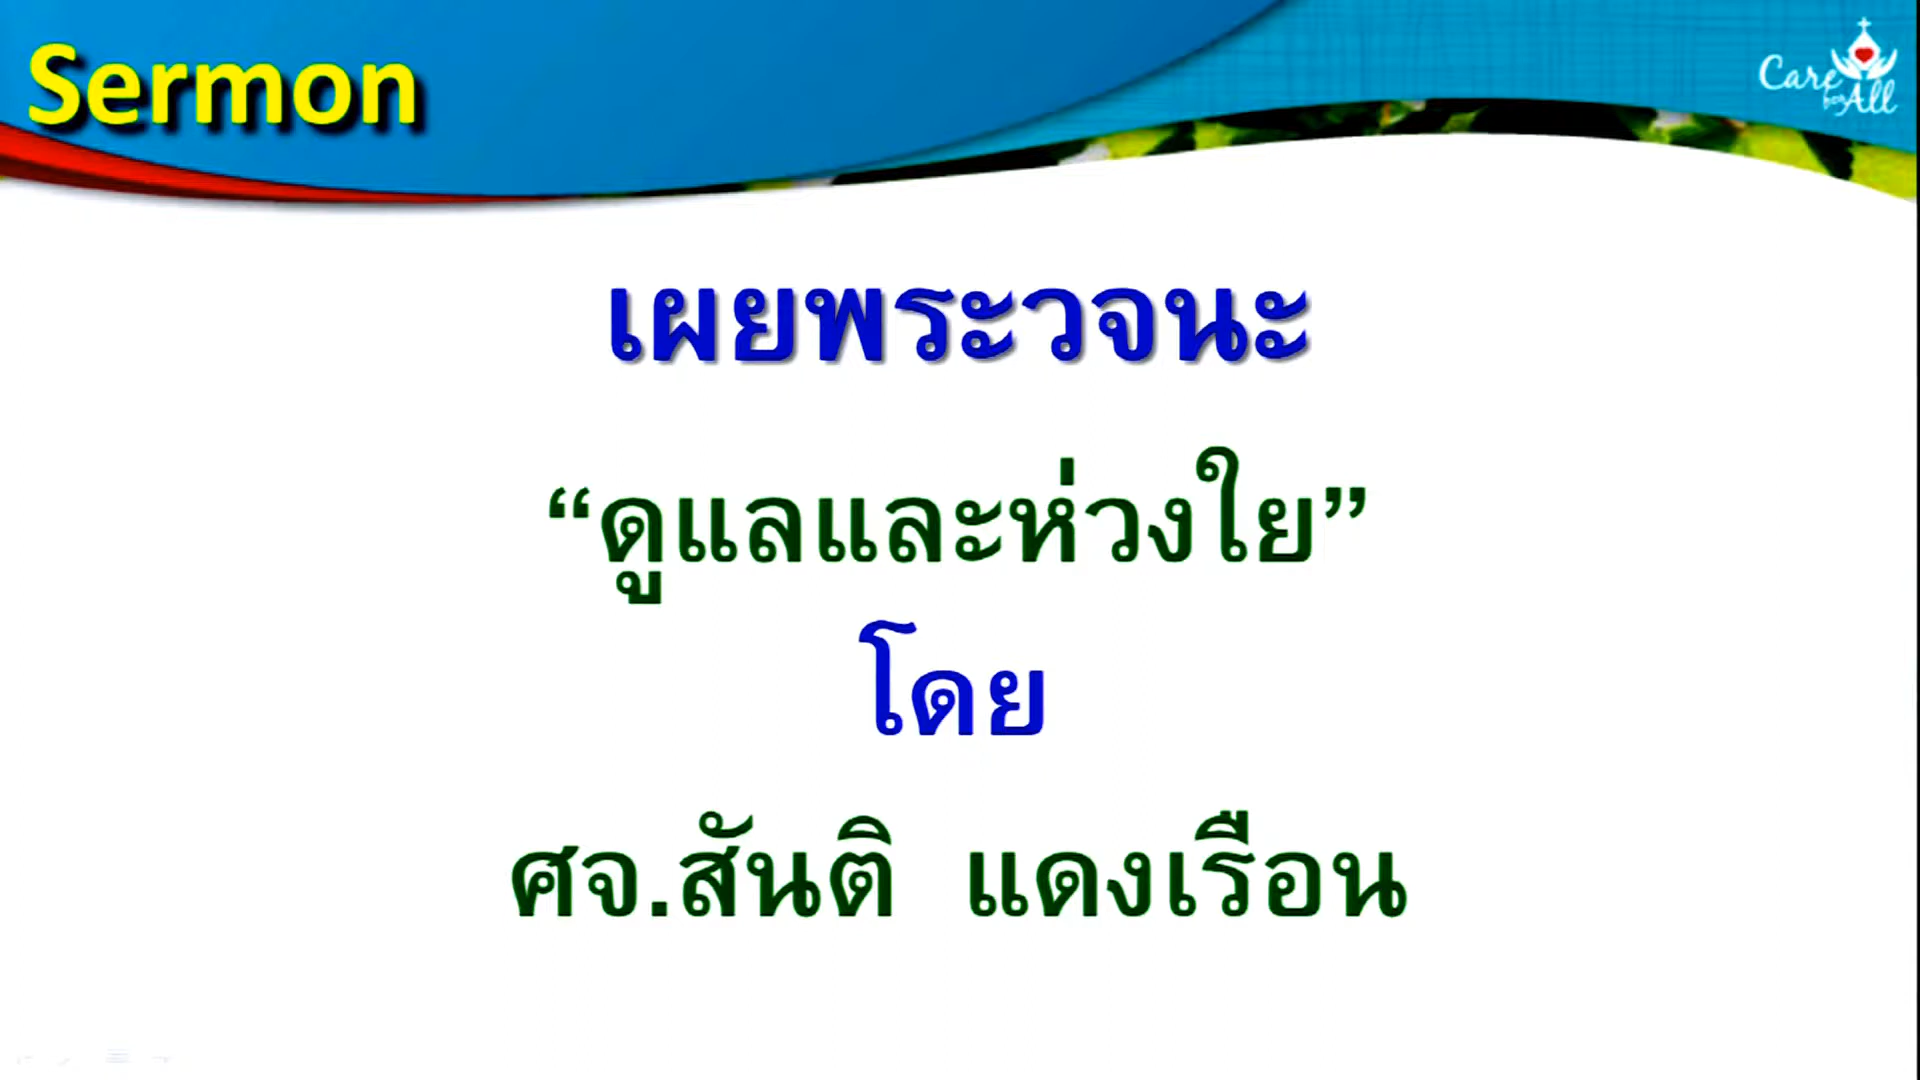 Sermon
Care
for All
เผยพระวจนะ
“ดูแลและห่วงใย”
โดย
ศจ.สันติ แดงเรือน